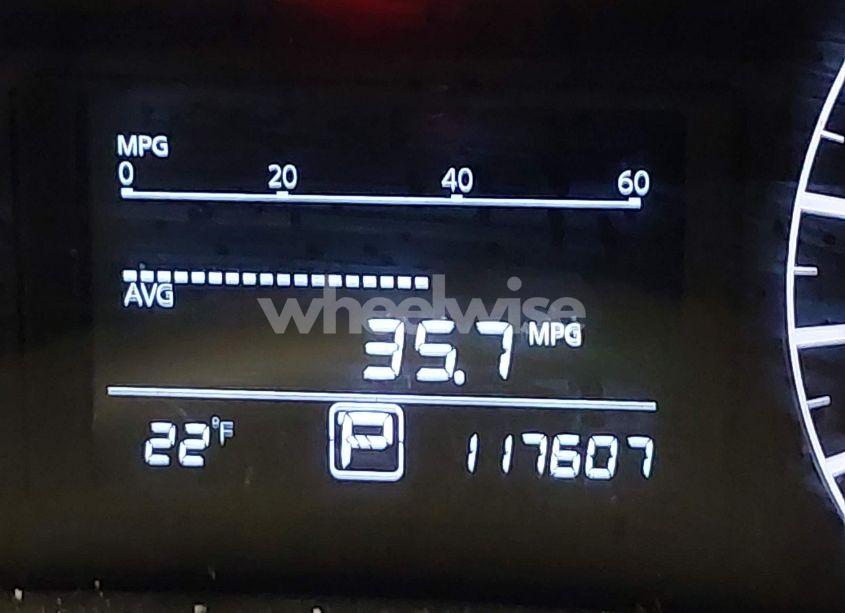 MPG
0 20 40 60
AVG
wheelwise
35.7 MPG
22°F P 117607